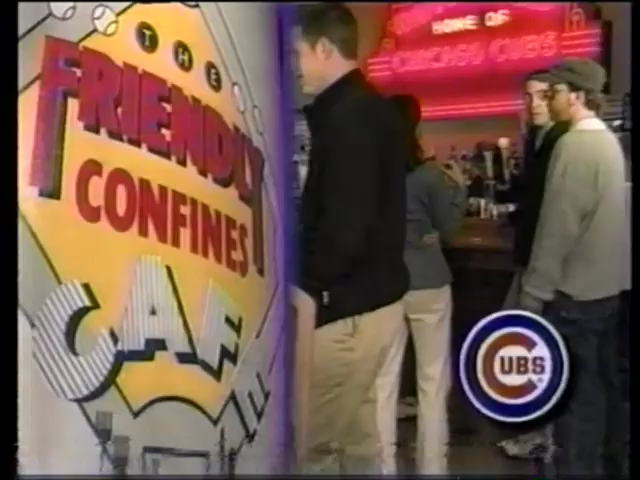 THE
FRIENDLY
CONFINES
CAFE
HOME OF
CHICAGO CUBS
CUBS